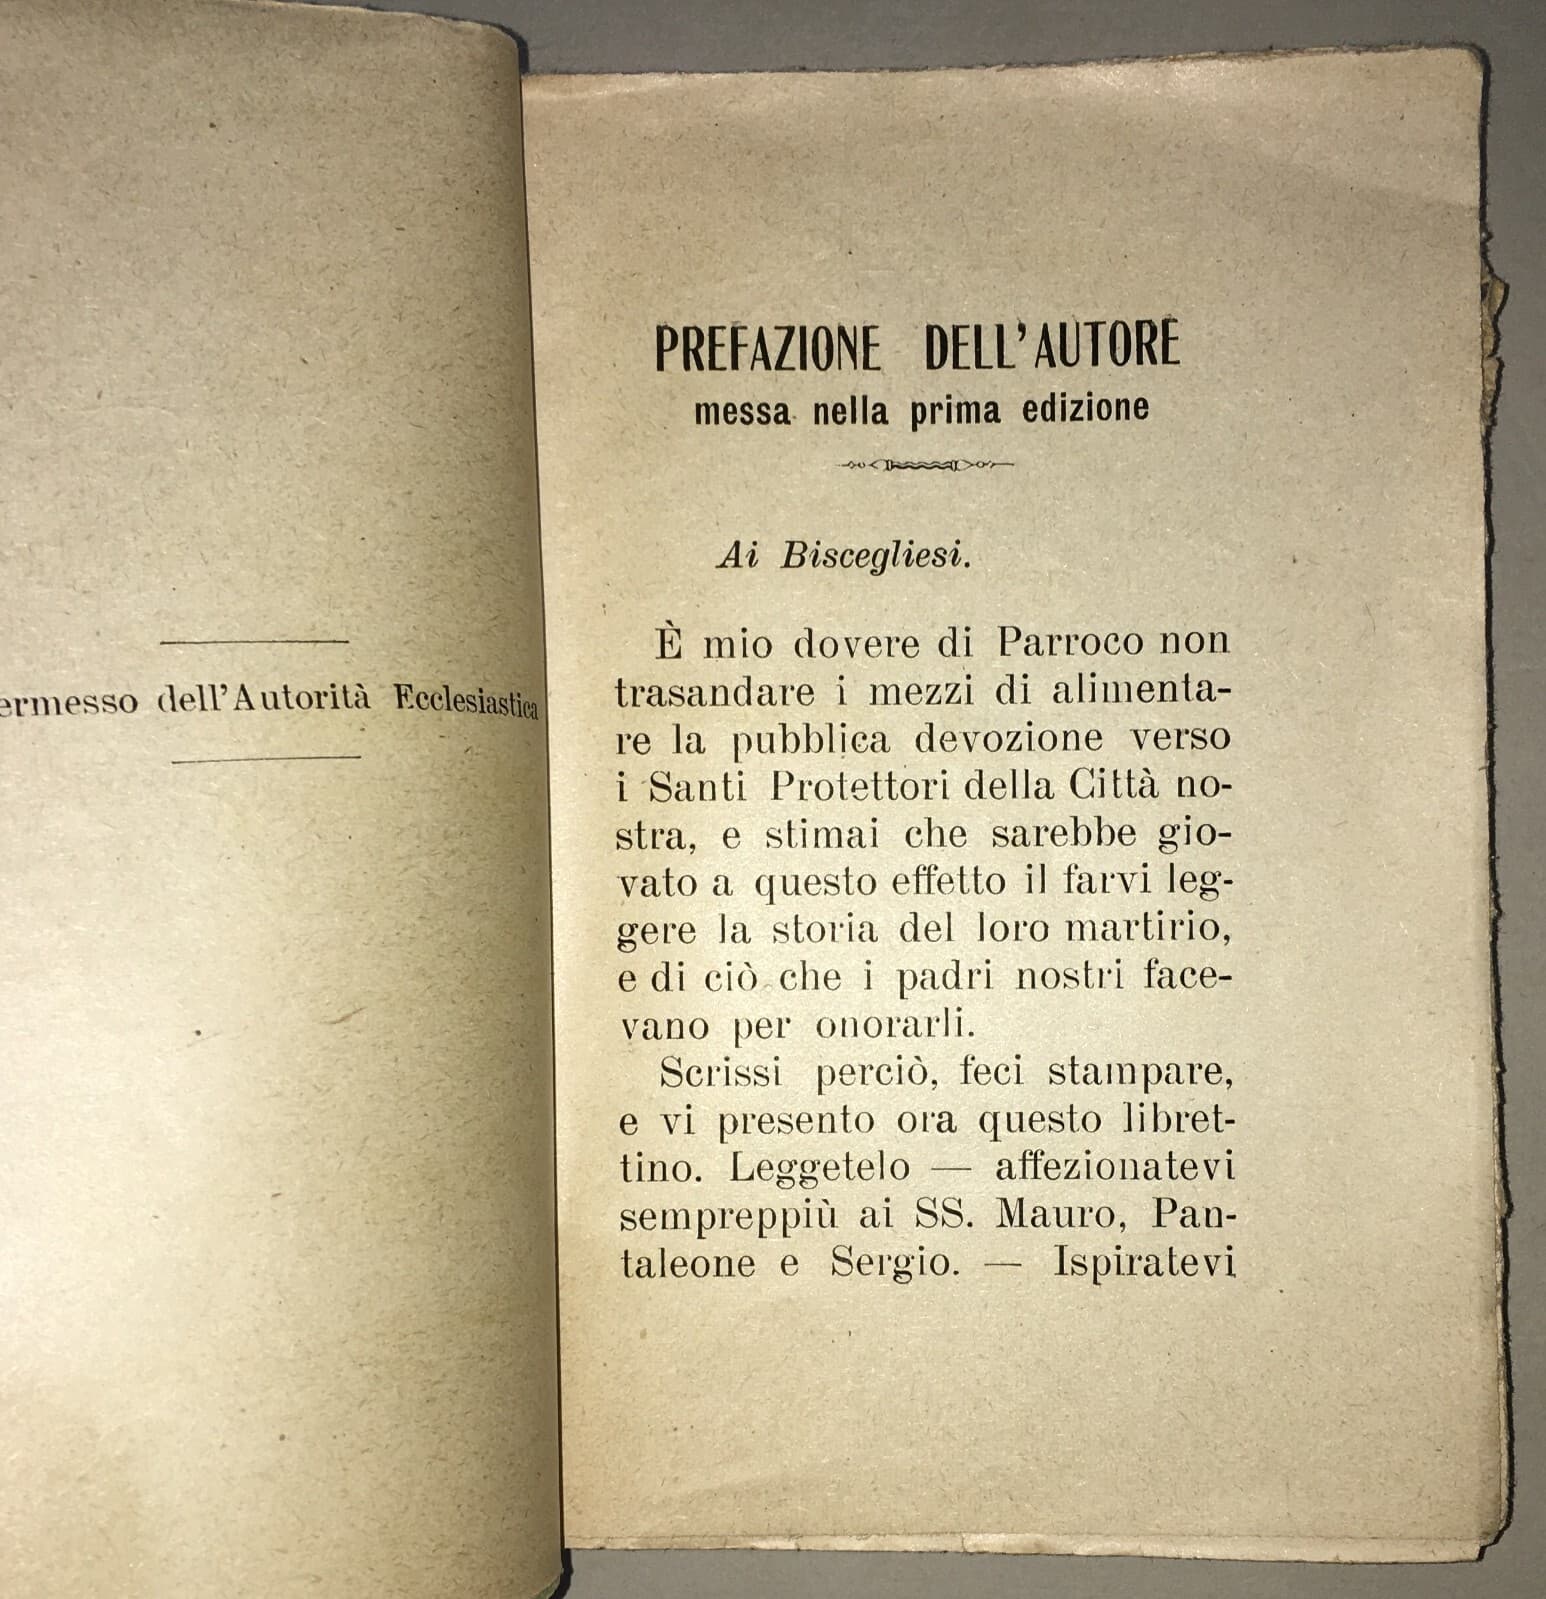 dell'Autorità Ecclesiastica
PREFAZIONE DELL'AUTORE
messa nella prima edizione
Ai Biscegliesi.
È mio dovere di Parroco non
trasandare i mezzi di alimenta-
re la pubblica devozione verso
i Santi Protettori della Città no-
stra, e stimai che sarebbe gio-
vato a questo effetto il farvi leg-
gere la storia del loro martirio,
e di ciò che i padri nostri face-
vano per onorarli.
Scrissi perciò, feci stampare,
e vi presento ora questo libret-
tino. Leggetelo — affezionatevi
sempreppiù ai SS. Mauro, Pan-
taleone e Sergio. — Ispiratevi